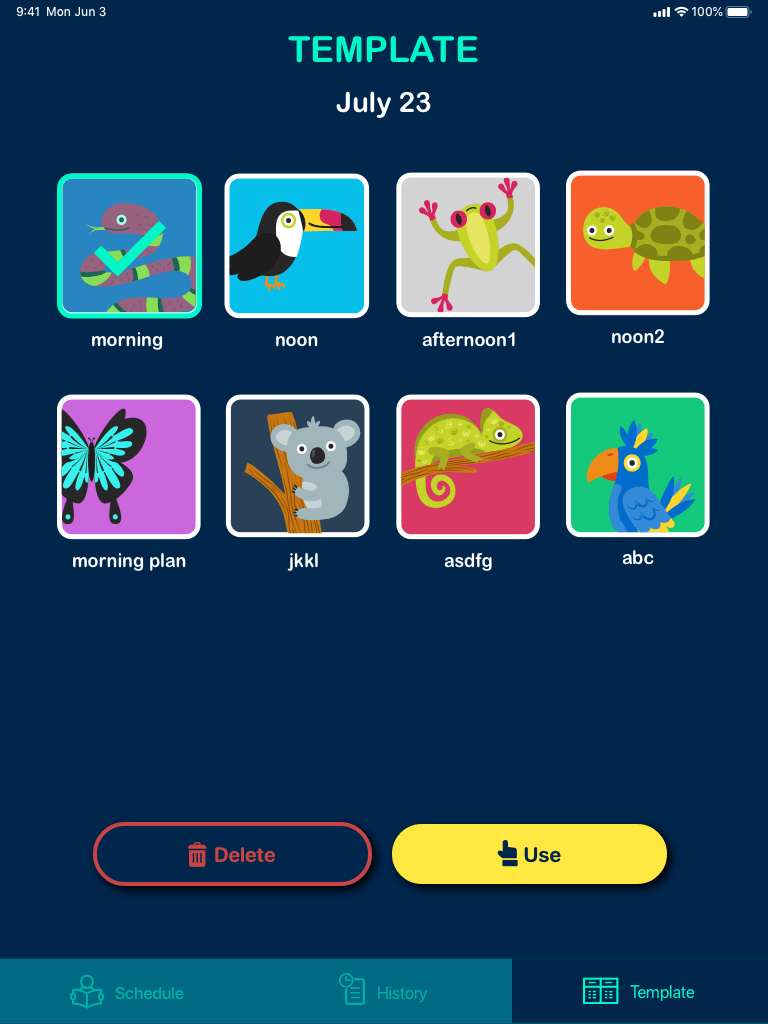 9:41 Mon Jun 3 100%
TEMPLATE
July 23
morning noon afternoon1 noon2
morning plan jkkl asdfg abc
Delete Use
Schedule History Template